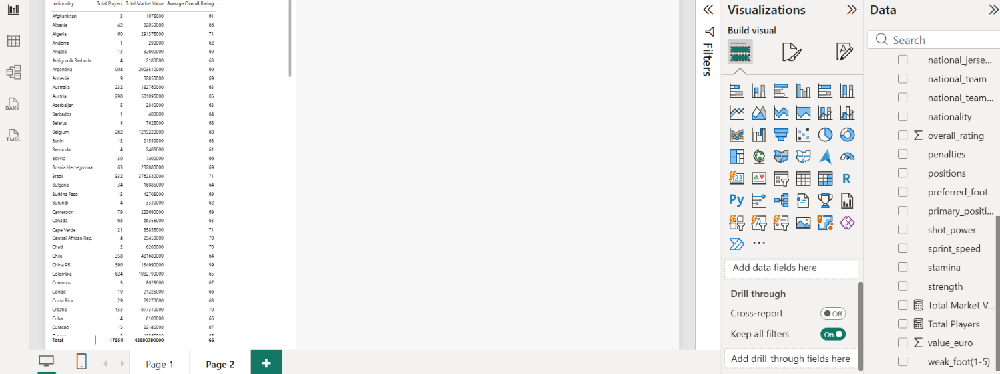 nationality Total Players Total Market Value Average Overall Rating
Afghanistan 3 1075000 61
Albania 42 82050000 66
Algeria 60 291375000 71
Andorra 1 290000 62
Angola 13 32600000 69
Antigua & Barbuda 4 2180000 63
Argentina 904 2903510000 69
Armenia 9 32850000 69
Australia 232 182760000 63
Austria 298 501095000 65
Azerbaijan 5 2840000 63
Barbados 1 400000 64
Belarus 4 7625000 68
Belgium 262 1215220000 68
Benin 12 21550000 68
Bermuda 4 2405000 61
Bolivia 30 7400000 66
Bosnia Herzegovina 63 232880000 69
Brazil 832 3762540000 71
Bulgaria 34 16885000 64
Burkina Faso 15 42705000 69
Burundi 4 3330000 62
Cameroon 79 223690000 69
Canada 68 66355000 63
Cape Verde 21 85855000 71
Central African Rep. 4 25450000 70
Chad 2 6200000 70
Chile 358 481680000 64
China PR 396 134990000 59
Colombia 624 1082790000 65
Comoros 5 8025000 67
Congo 19 21225000 66
Costa Rica 29 79270000 68
Croatia 133 677310000 70
Cuba 4 6100000 66
Curacao 15 22145000 67
Total 17954 43880780000 66
DAX
TMDL
Page 1
Page 2
+
Filters
Visualizations
Build visual
123
R
Py
...
Add data fields here
Drill through
Cross-report Off
Keep all filters On
Add drill-through fields here
Data
Search
national_jerse...
national_team
national_team...
nationality
overall_rating
penalties
positions
preferred_foot
primary_positi...
shot_power
sprint_speed
stamina
strength
Total Market V...
Total Players
value_euro
weak_foot(1-5)